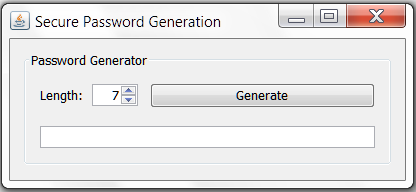 Secure Password Generation
Password Generator
Length: 7 Generate